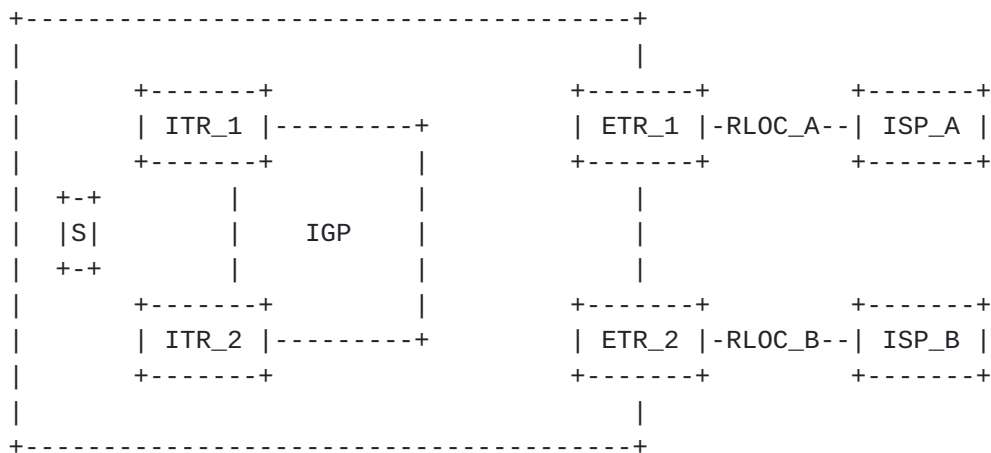 ITR_1 ETR_1 -RLOC_A-- ISP_A
S IGP
ITR_2 ETR_2 -RLOC_B-- ISP_B